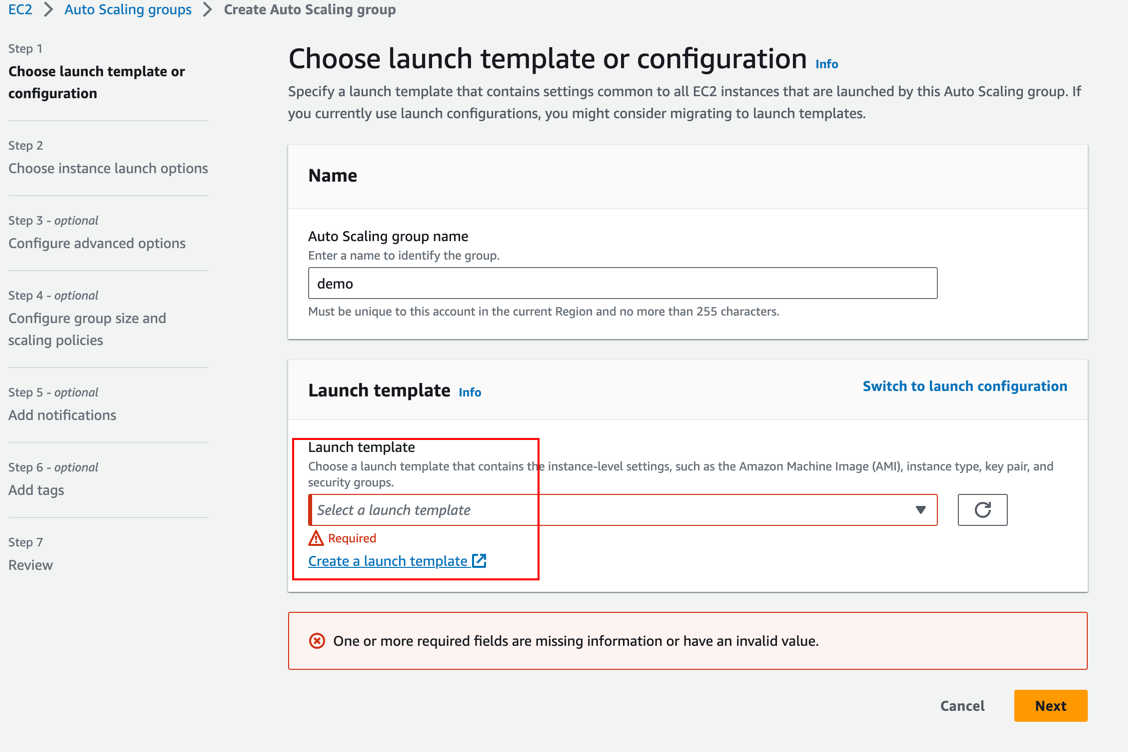 EC2 > Auto Scaling groups > Create Auto Scaling group
Step 1
Choose launch template or
configuration
Step 2
Choose instance launch options
Step 3 - optional
Configure advanced options
Step 4 - optional
Configure group size and
scaling policies
Step 5 - optional
Add notifications
Step 6 - optional
Add tags
Step 7
Review
Choose launch template or configuration Info
Specify a launch template that contains settings common to all EC2 instances that are launched by this Auto Scaling group. If
you currently use launch configurations, you might consider migrating to launch templates.
Name
Auto Scaling group name
Enter a name to identify the group.
demo
Must be unique to this account in the current Region and no more than 255 characters.
Launch template Info
Switch to launch configuration
Launch template
Choose a launch template that contains the instance-level settings, such as the Amazon Machine Image (AMI), instance type, key pair, and
security groups.
Select a launch template
Required
Create a launch template
One or more required fields are missing information or have an invalid value.
Cancel
Next